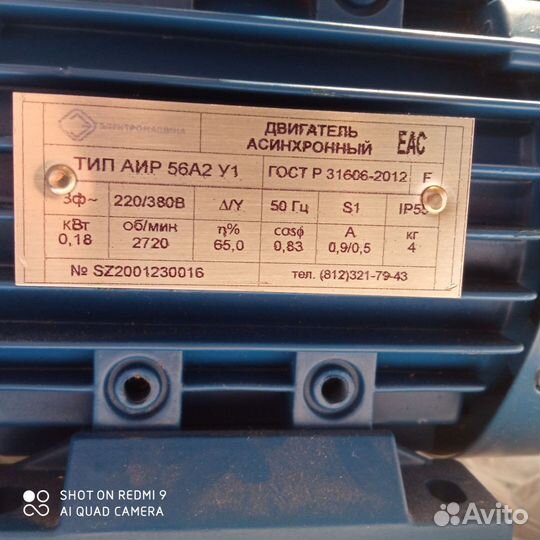 ЭЛЕКТРОМАШИНА
ДВИГАТЕЛЬ АСИНХРОННЫЙ EAC
ТИП АИР 56А2 У1 ГОСТ Р 31606-2012 F
3ф~ 220/380В Δ/Y 50 Гц S1 IP55
кВт 0,18 об/мин 2720 η% 65,0 cosϕ 0,83 А 0,9/0,5 кг 4
№ SZ2001230016 тел. (812)321-79-43
SHOT ON REDMI 9
AI QUAD CAMERA
Avito